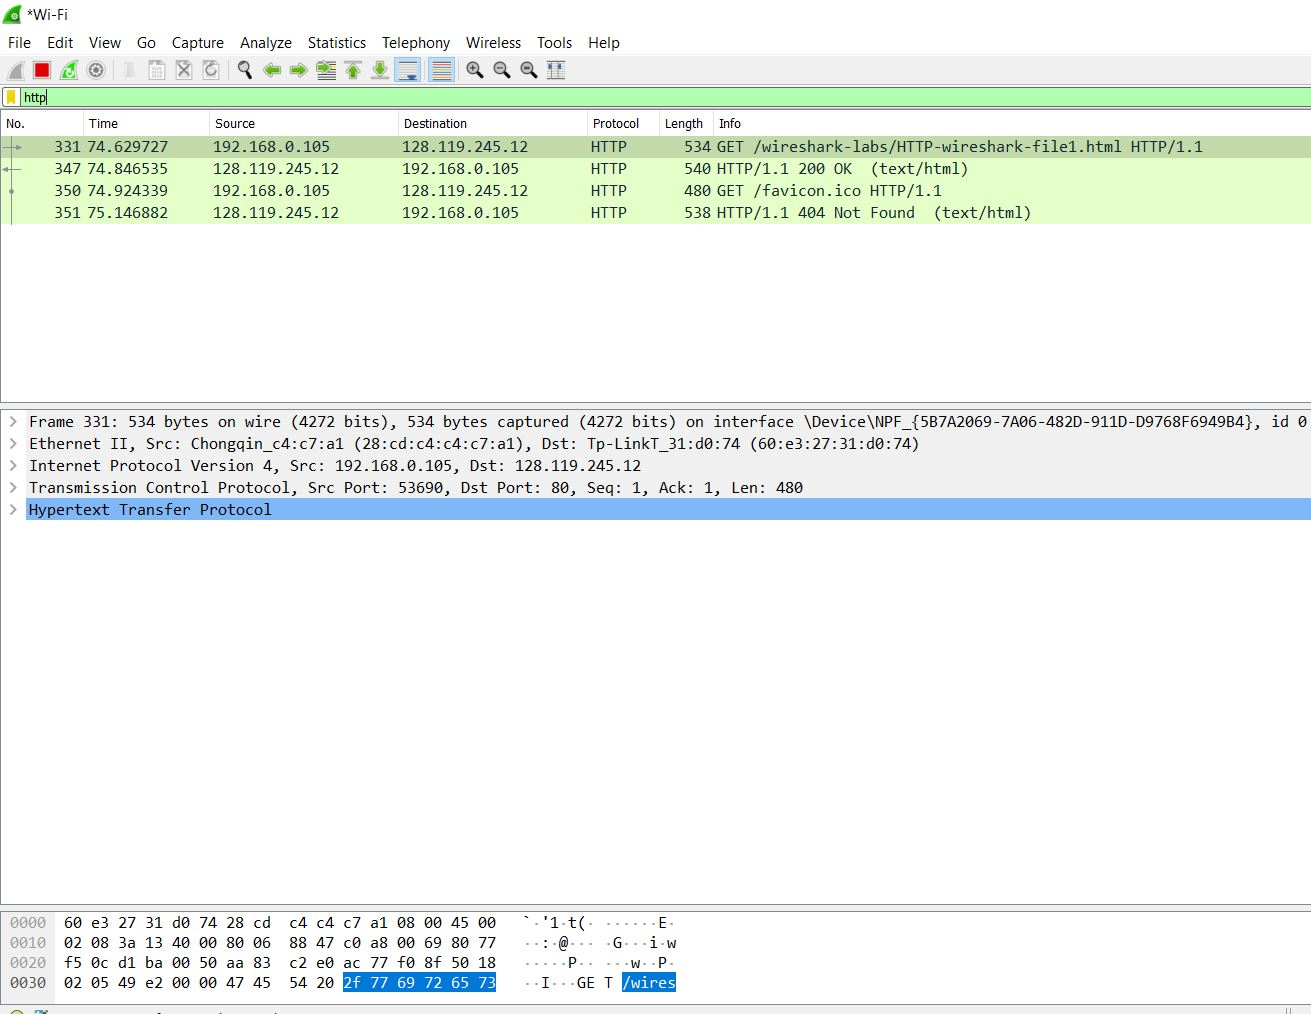 *Wi-Fi
File Edit View Go Capture Analyze Statistics Telephony Wireless Tools Help
http
No. Time Source Destination Protocol Length Info
331 74.629727 192.168.0.105 128.119.245.12 HTTP 534 GET /wireshark-labs/HTTP-wireshark-file1.html HTTP/1.1
347 74.846535 128.119.245.12 192.168.0.105 HTTP 540 HTTP/1.1 200 OK (text/html)
350 74.924339 192.168.0.105 128.119.245.12 HTTP 480 GET /favicon.ico HTTP/1.1
351 75.146882 128.119.245.12 192.168.0.105 HTTP 538 HTTP/1.1 404 Not Found (text/html)
Frame 331: 534 bytes on wire (4272 bits), 534 bytes captured (4272 bits) on interface \Device\NPF_{5B7A2069-7A06-482D-911D-D9768F6949B4}, id 0
Ethernet II, Src: Chongqin_c4:c7:a1 (28:cd:c4:c4:c7:a1), Dst: Tp-LinkT_31:d0:74 (60:e3:27:31:d0:74)
Internet Protocol Version 4, Src: 192.168.0.105, Dst: 128.119.245.12
Transmission Control Protocol, Src Port: 53690, Dst Port: 80, Seq: 1, Ack: 1, Len: 480
Hypertext Transfer Protocol
0000 60 e3 27 31 d0 74 28 cd c4 c4 c7 a1 08 00 45 00 `·'1·t(· ······E·
0010 02 08 3a 13 40 00 80 06 88 47 c0 a8 00 69 80 77 ··:·@··· ·G···i·w
0020 f5 0c d1 ba 00 50 aa 83 c2 e0 ac 77 f0 8f 50 18 ·····P·· ···w··P·
0030 02 05 49 e2 00 00 47 45 54 20 2f 77 69 72 65 73 ··I···GE T /wires